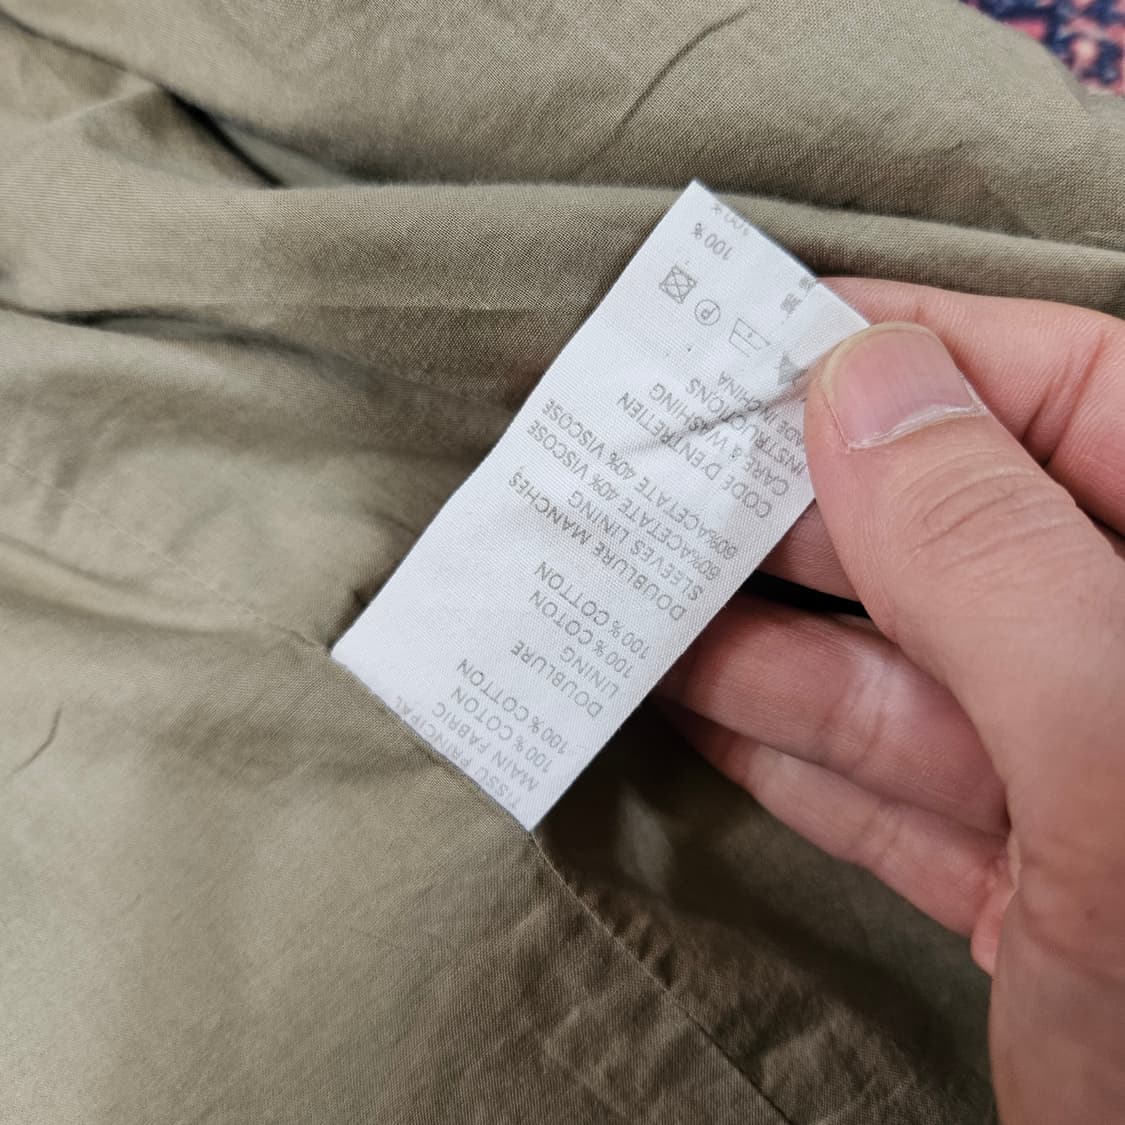 TISSU PRINCIPAL
MAIN FABRIC
100% COTON
100% COTTON
DOUBLURE
LINING
100% COTON
100% COTTON
DOUBLURE MANCHES
SLEEVES LINING
60%ACETATE 40% VISCOSE
60%ACETATE 40% VISCOSE
CODE D'ENTRETIEN
CARE & WASHING
INSTRUCTIONS
MADE IN CHINA
100%